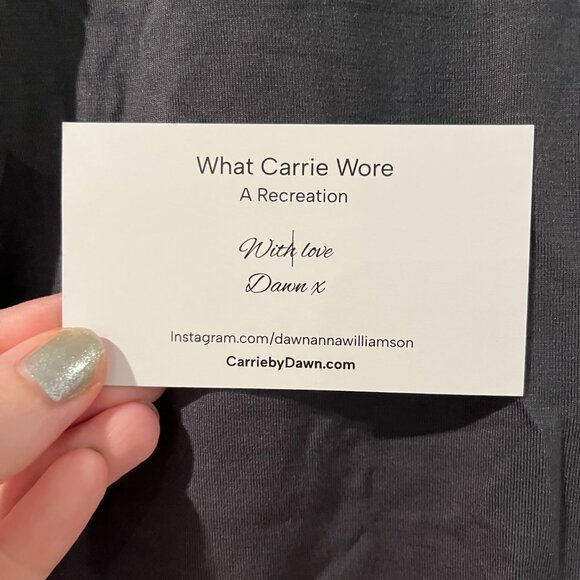 What Carrie Wore
A Recreation
With love
Dawn x
Instagram.com/dawnannawilliamson
CarriebyDawn.com